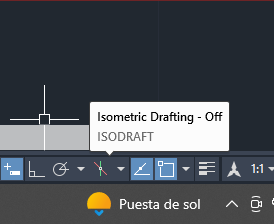 Isometric Drafting - Off
ISODRAFT
1:1
Puesta de sol